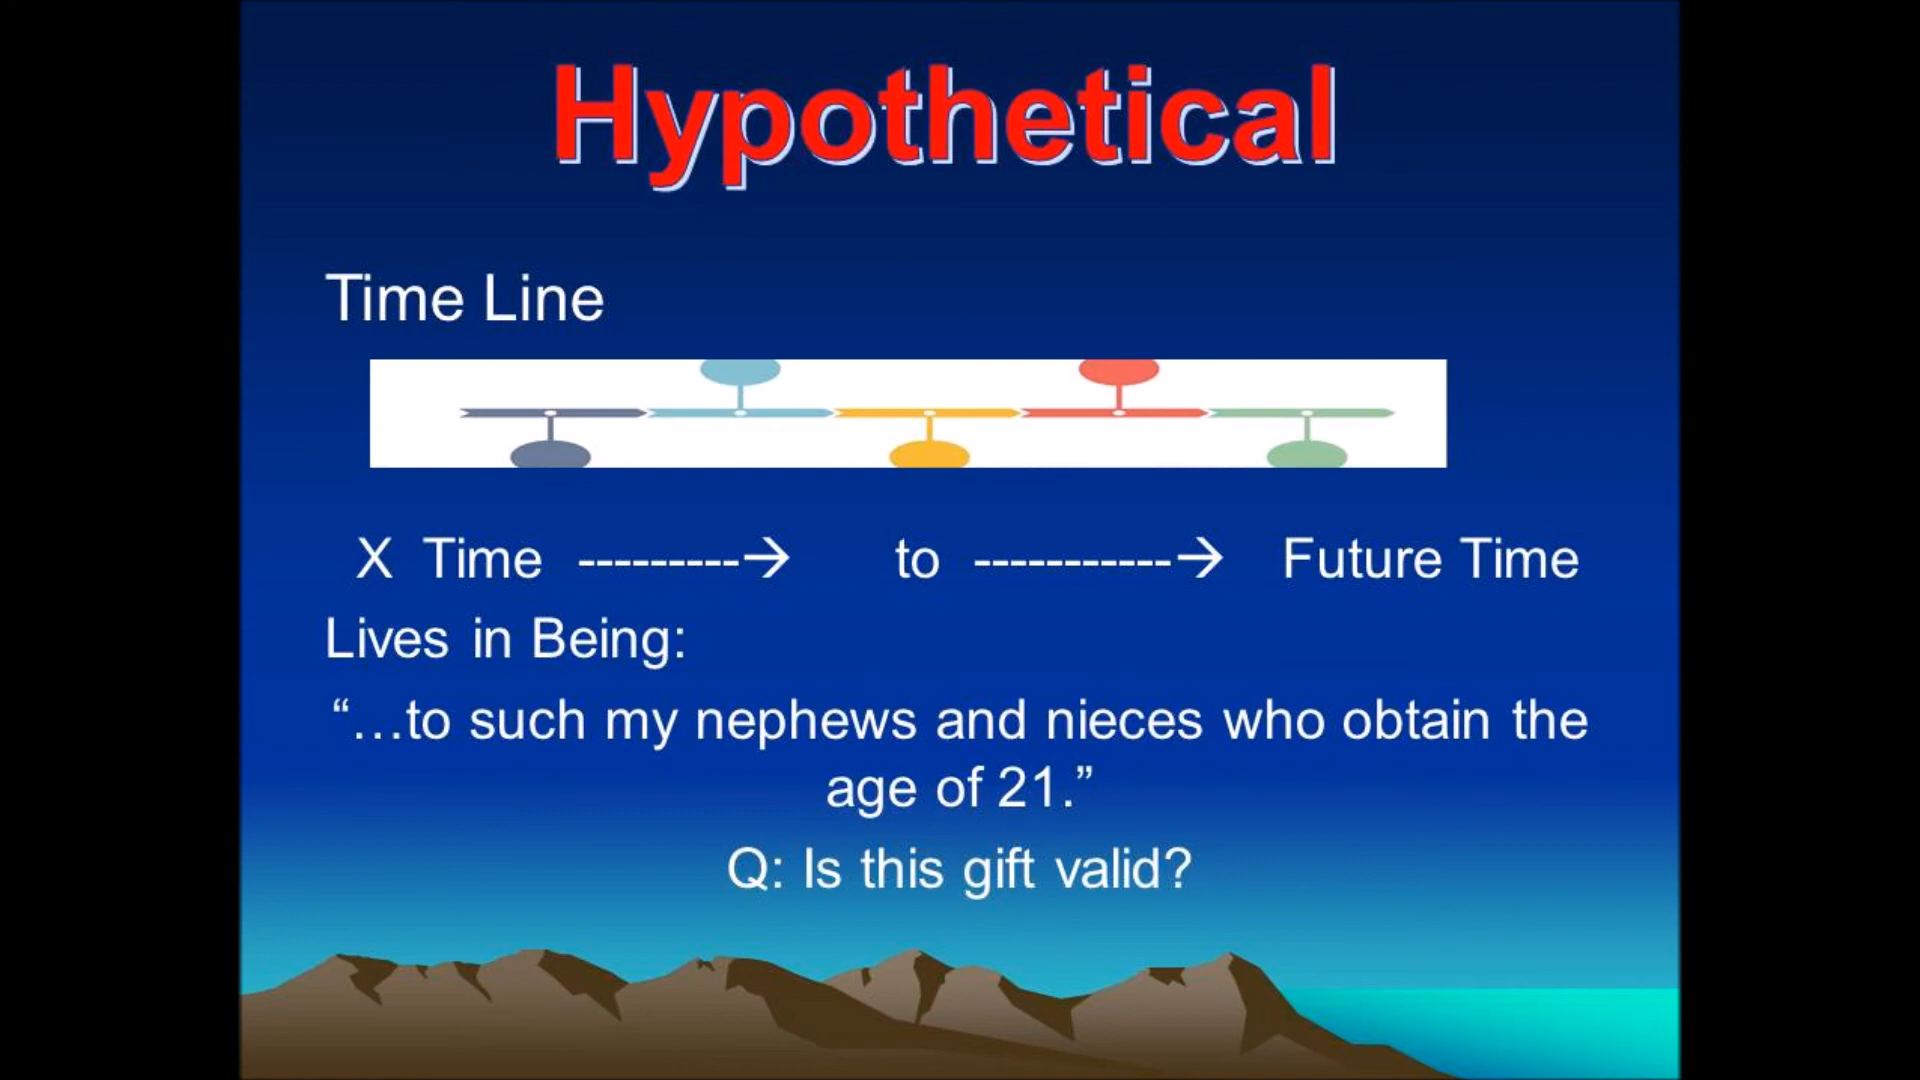 Hypothetical
Time Line
X Time ---------→ to -----------→ Future Time
Lives in Being:
“…to such my nephews and nieces who obtain the
age of 21.”
Q: Is this gift valid?